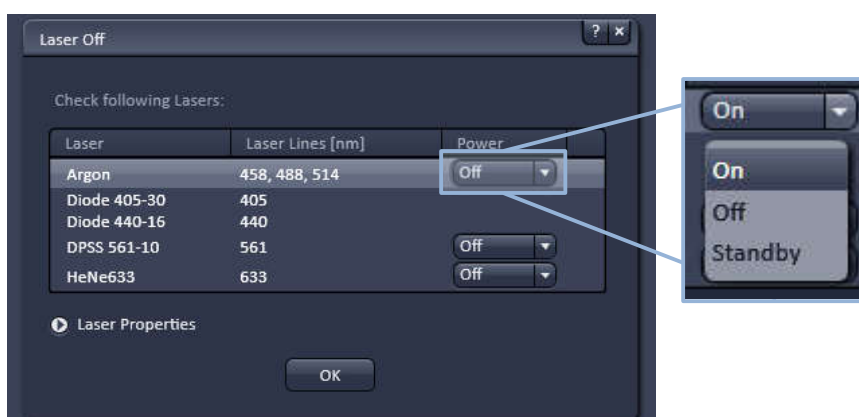 Laser Off
? x
Check following Lasers:
Laser Laser Lines [nm] Power
Argon 458, 488, 514 Off
Diode 405-30 405
Diode 440-16 440
DPSS 561-10 561 Off
HeNe633 633 Off
Laser Properties
OK
On
On
Off
Standby